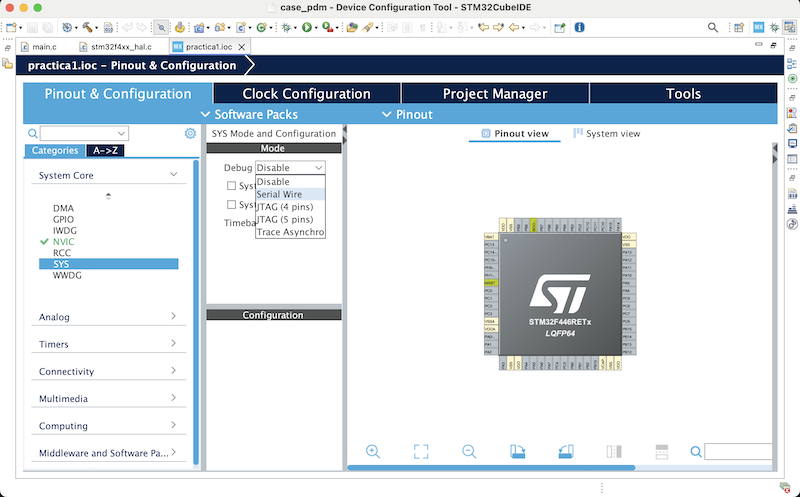 case_pdm - Device Configuration Tool - STM32CubeIDE
main.c
stm32f4xx_hal.c
MX practica1.ioc
practica1.ioc - Pinout & Configuration
Pinout & Configuration
Clock Configuration
Project Manager
Tools
Software Packs
Pinout
Categories
A->Z
System Core
DMA
GPIO
IWDG
NVIC
RCC
SYS
WWDG
Analog
Timers
Connectivity
Multimedia
Computing
Middleware and Software Pa...
SYS Mode and Configuration
Mode
Debug Disable
Disable
Serial Wire
JTAG (4 pins)
JTAG (5 pins)
Trace Asynchro
Syst
Syst
Timeba
Configuration
Pinout view
System view
STM32F446RETx
LQFP64